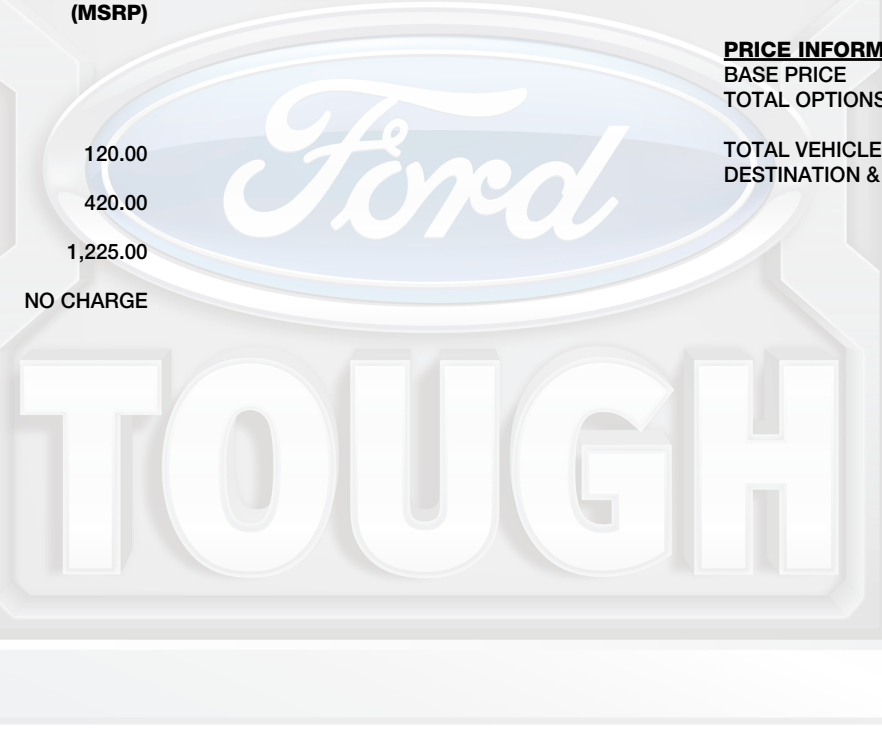 (MSRP)
120.00
420.00
1,225.00
NO CHARGE
PRICE INFORM
BASE PRICE
TOTAL OPTIONS
TOTAL VEHICLE
DESTINATION &
Ford
TOUGH